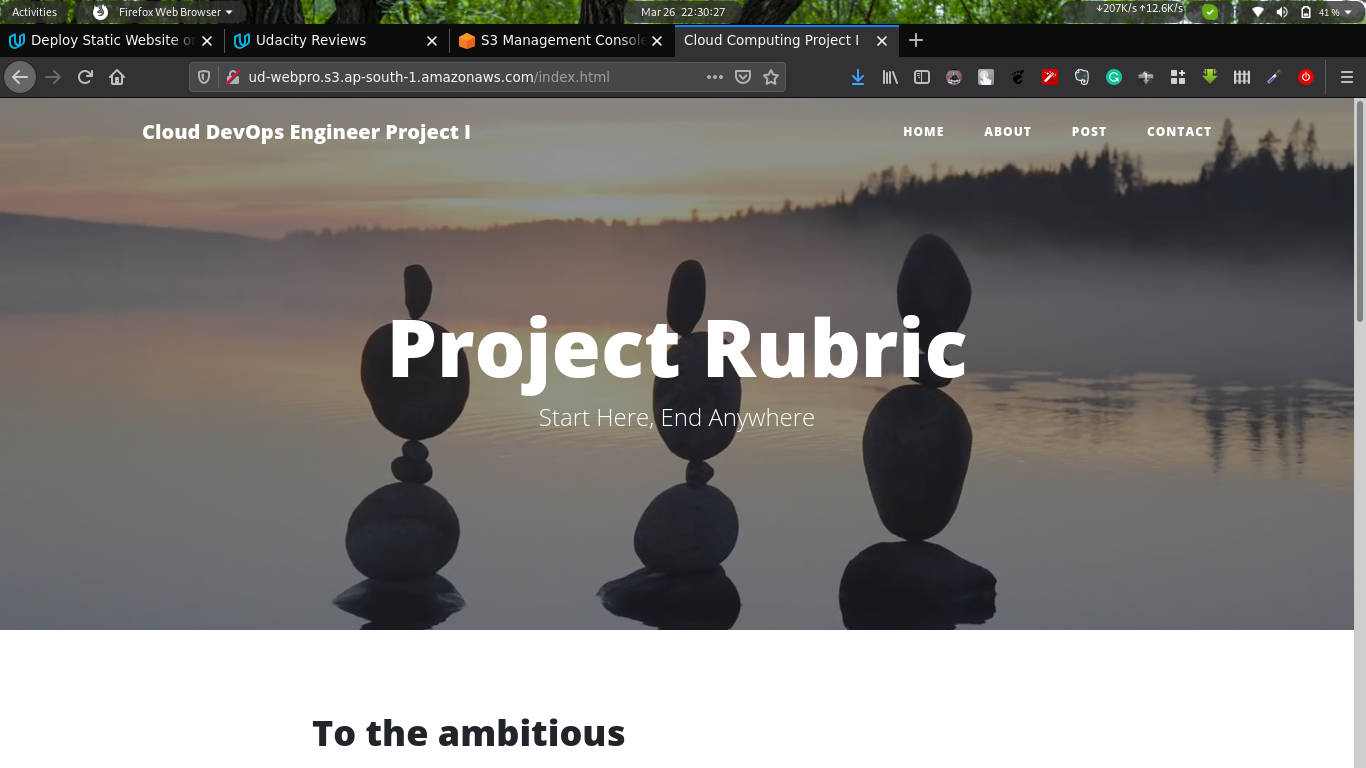 Activities
Firefox Web Browser
Mar 26 22:30:27
207K/s 12.6K/s
41 %
Deploy Static Website on
Udacity Reviews
S3 Management Console
Cloud Computing Project I
ud-webpro.s3.ap-south-1.amazonaws.com/index.html
Cloud DevOps Engineer Project I
HOME
ABOUT
POST
CONTACT
Project Rubric
Start Here, End Anywhere
To the ambitious